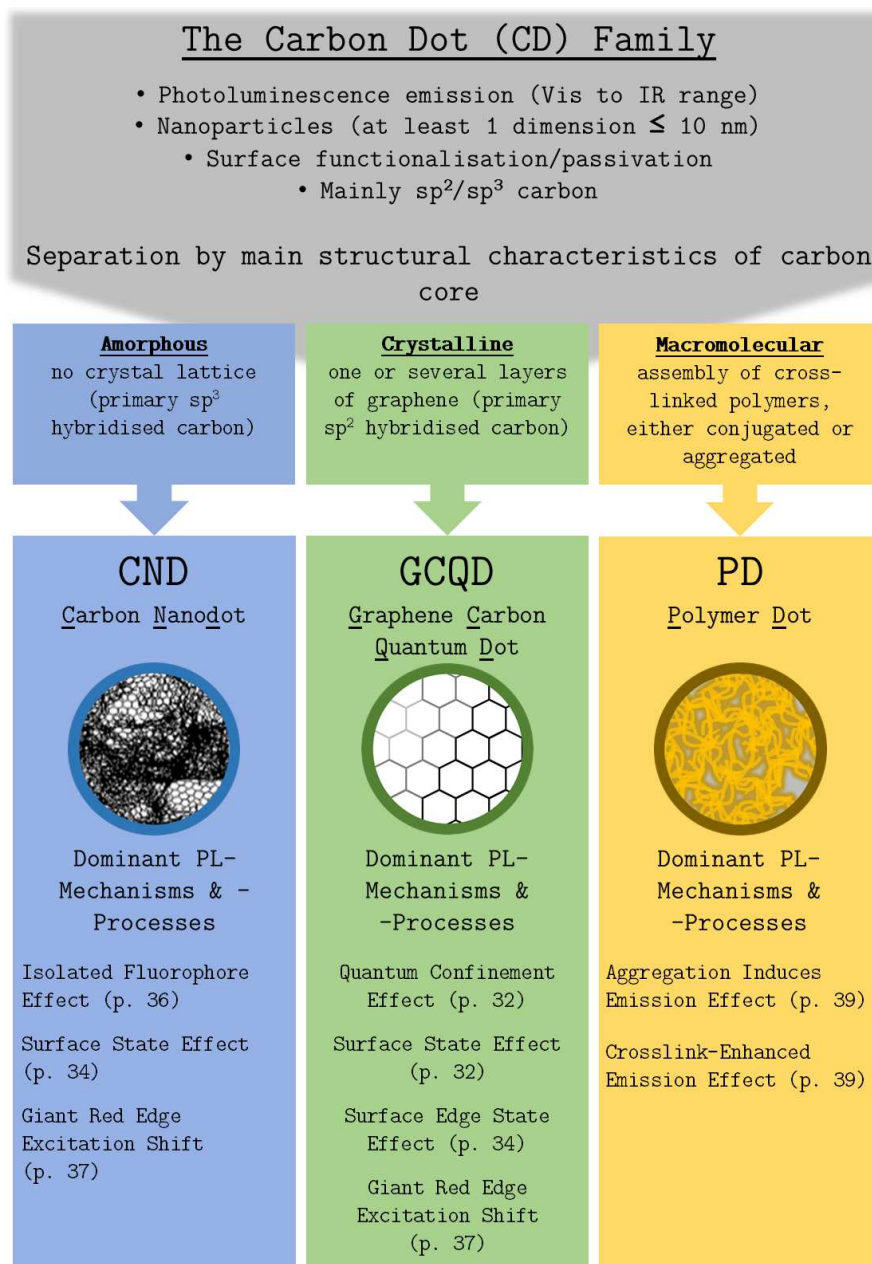 The Carbon Dot (CD) Family
• Photoluminescence emission (Vis to IR range)
• Nanoparticles (at least 1 dimension ≤ 10 nm)
• Surface functionalisation/passivation
• Mainly sp²/sp³ carbon
Separation by main structural characteristics of carbon
core
Amorphous
no crystal lattice
(primary sp³
hybridised carbon)
Crystalline
one or several layers
of graphene (primary
sp² hybridised carbon)
Macromolecular
assembly of cross-
linked polymers,
either conjugated or
aggregated
CND
Carbon Nanodot
Dominant PL-
Mechanisms & -
Processes
Isolated Fluorophore
Effect (p. 36)
Surface State Effect
(p. 34)
Giant Red Edge
Excitation Shift
(p. 37)
GCQD
Graphene Carbon
Quantum Dot
Dominant PL-
Mechanisms &
-Processes
Quantum Confinement
Effect (p. 32)
Surface State Effect
(p. 32)
Surface Edge State
Effect (p. 34)
Giant Red Edge
Excitation Shift
(p. 37)
PD
Polymer Dot
Dominant PL-
Mechanisms &
-Processes
Aggregation Induces
Emission Effect (p. 39)
Crosslink-Enhanced
Emission Effect (p. 39)